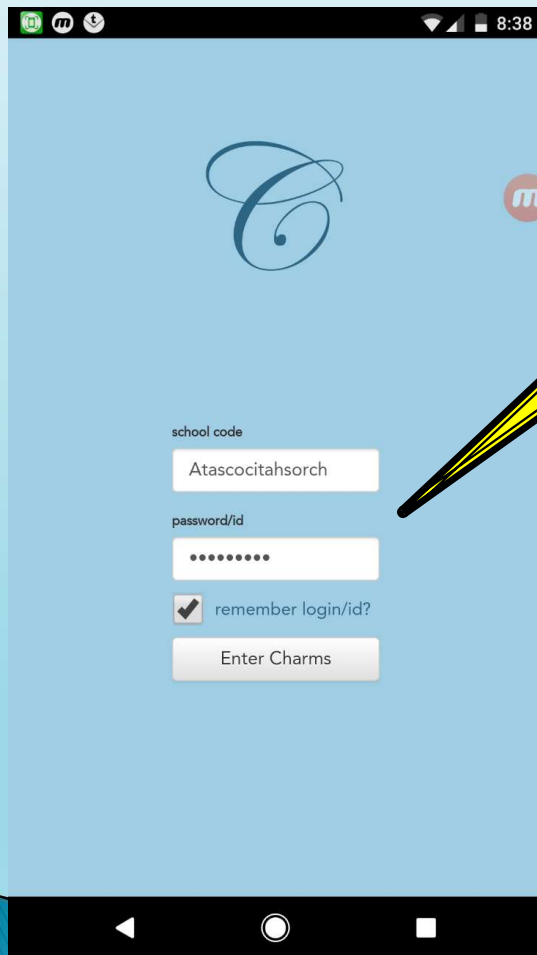 8:38
school code
Atascocitahsorch
password/id
•••••••••
remember login/id?
Enter Charms